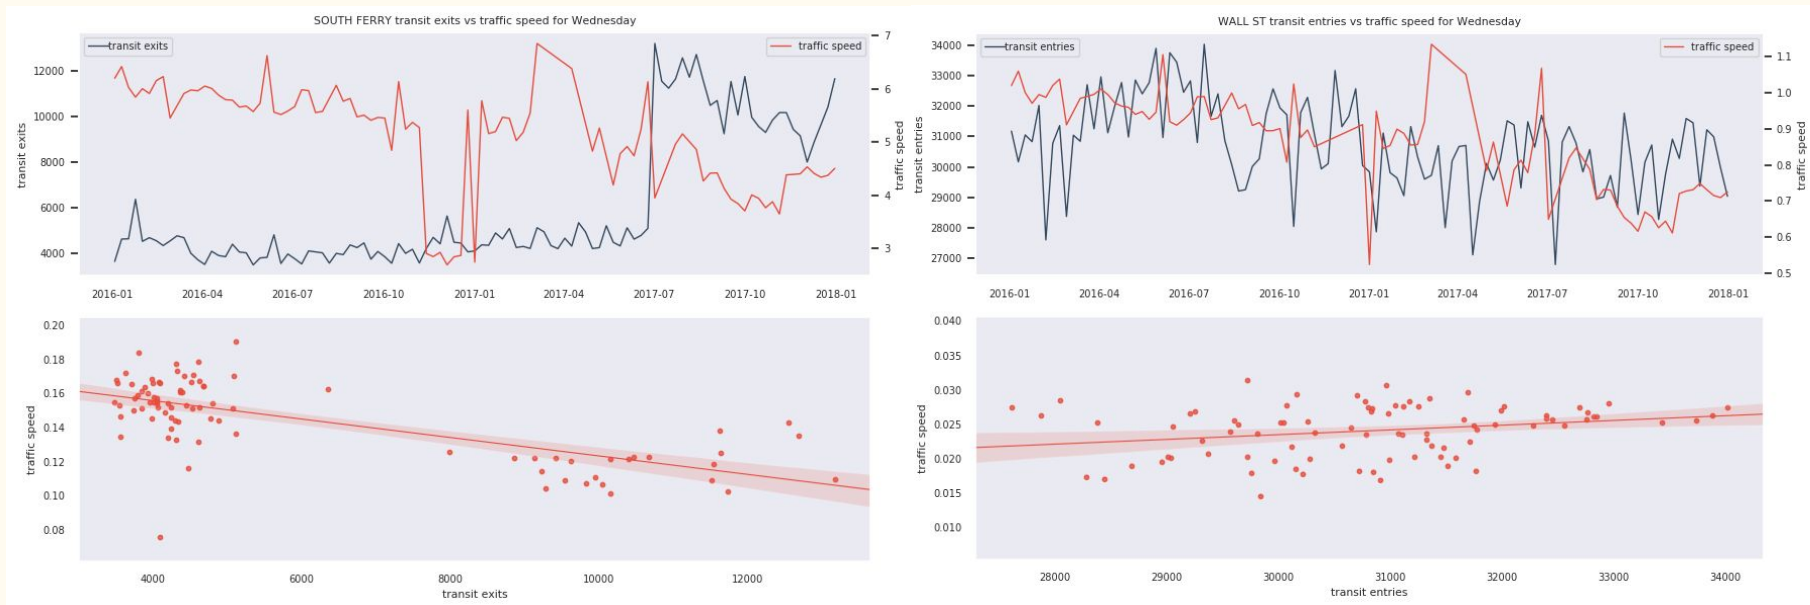 SOUTH FERRY transit exits vs traffic speed for Wednesday
transit exits
traffic speed
7
6
5
4
3
12000
10000
8000
6000
4000
transit exits
traffic speed
2016-01 2016-04 2016-07 2016-10 2017-01 2017-04 2017-07 2017-10 2018-01
0.20
0.18
0.16
0.14
0.12
0.10
0.08
traffic speed
4000 6000 8000 10000 12000
transit exits
WALL ST transit entries vs traffic speed for Wednesday
transit entries
traffic speed
34000
33000
32000
31000
30000
29000
28000
27000
transit entries
1.1
1.0
0.9
0.8
0.7
0.6
0.5
traffic speed
2016-01 2016-04 2016-07 2016-10 2017-01 2017-04 2017-07 2017-10 2018-01
0.040
0.035
0.030
0.025
0.020
0.015
0.010
traffic speed
28000 29000 30000 31000 32000 33000 34000
transit entries